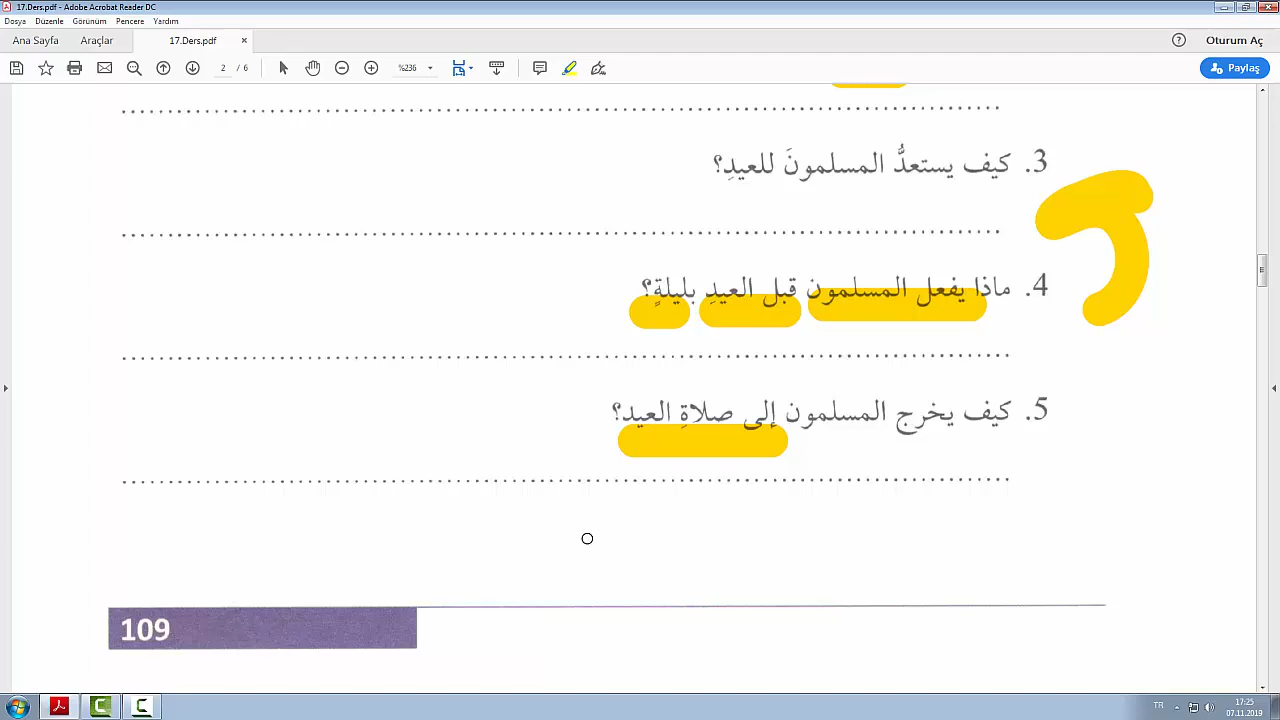 17.Ders.pdf - Adobe Acrobat Reader DC
Dosya Düzenle Görünüm Pencere Yardım
Ana Sayfa Araçlar 17.Ders.pdf × ? Oturum Aç
2 / 6 %236 Paylaş
3. كيف يستعدُّ المسلمونَ للعيدِ؟
4. ماذا يفعل المسلمون قبل العيدِ بليلةٍ؟
5. كيف يخرج المسلمون إلى صلاةِ العيد؟
109
TR 17:25
07.11.2019